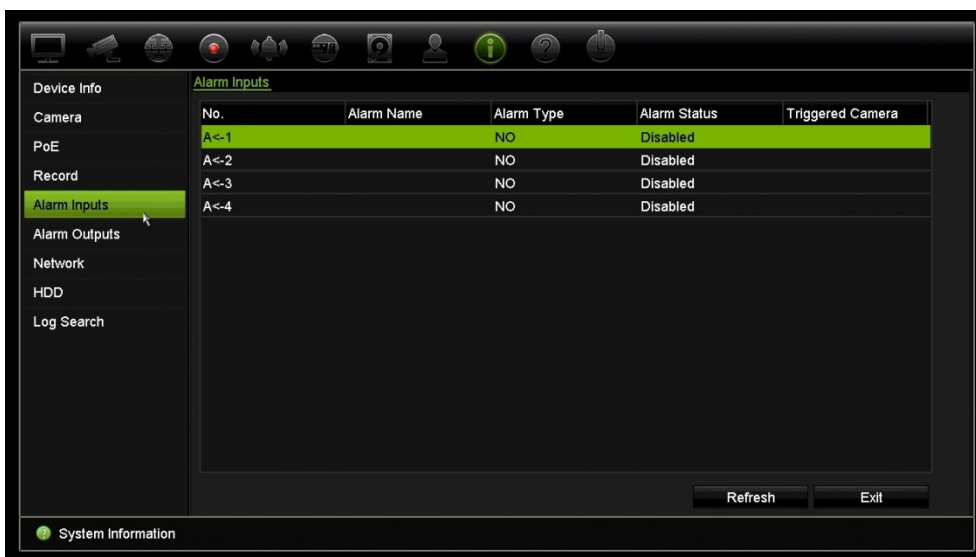 Alarm Inputs
Device Info
Camera
PoE
Record
Alarm Inputs
Alarm Outputs
Network
HDD
Log Search
No. Alarm Name Alarm Type Alarm Status Triggered Camera
A<-1 NO Disabled
A<-2 NO Disabled
A<-3 NO Disabled
A<-4 NO Disabled
Refresh Exit
System Information